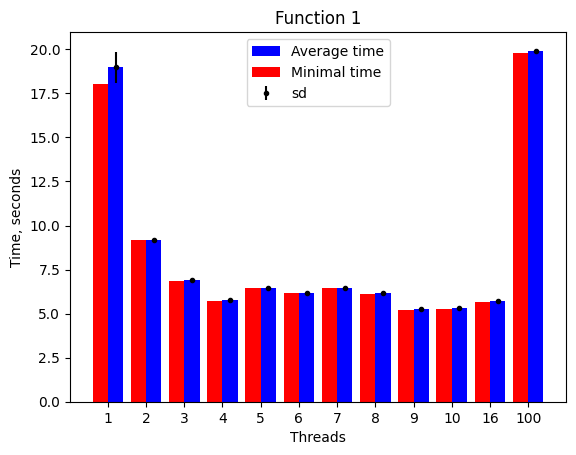 Function 1
Average time
Minimal time
sd
Time, seconds
20.0
17.5
15.0
12.5
10.0
7.5
5.0
2.5
0.0
1 2 3 4 5 6 7 8 9 10 16 100
Threads